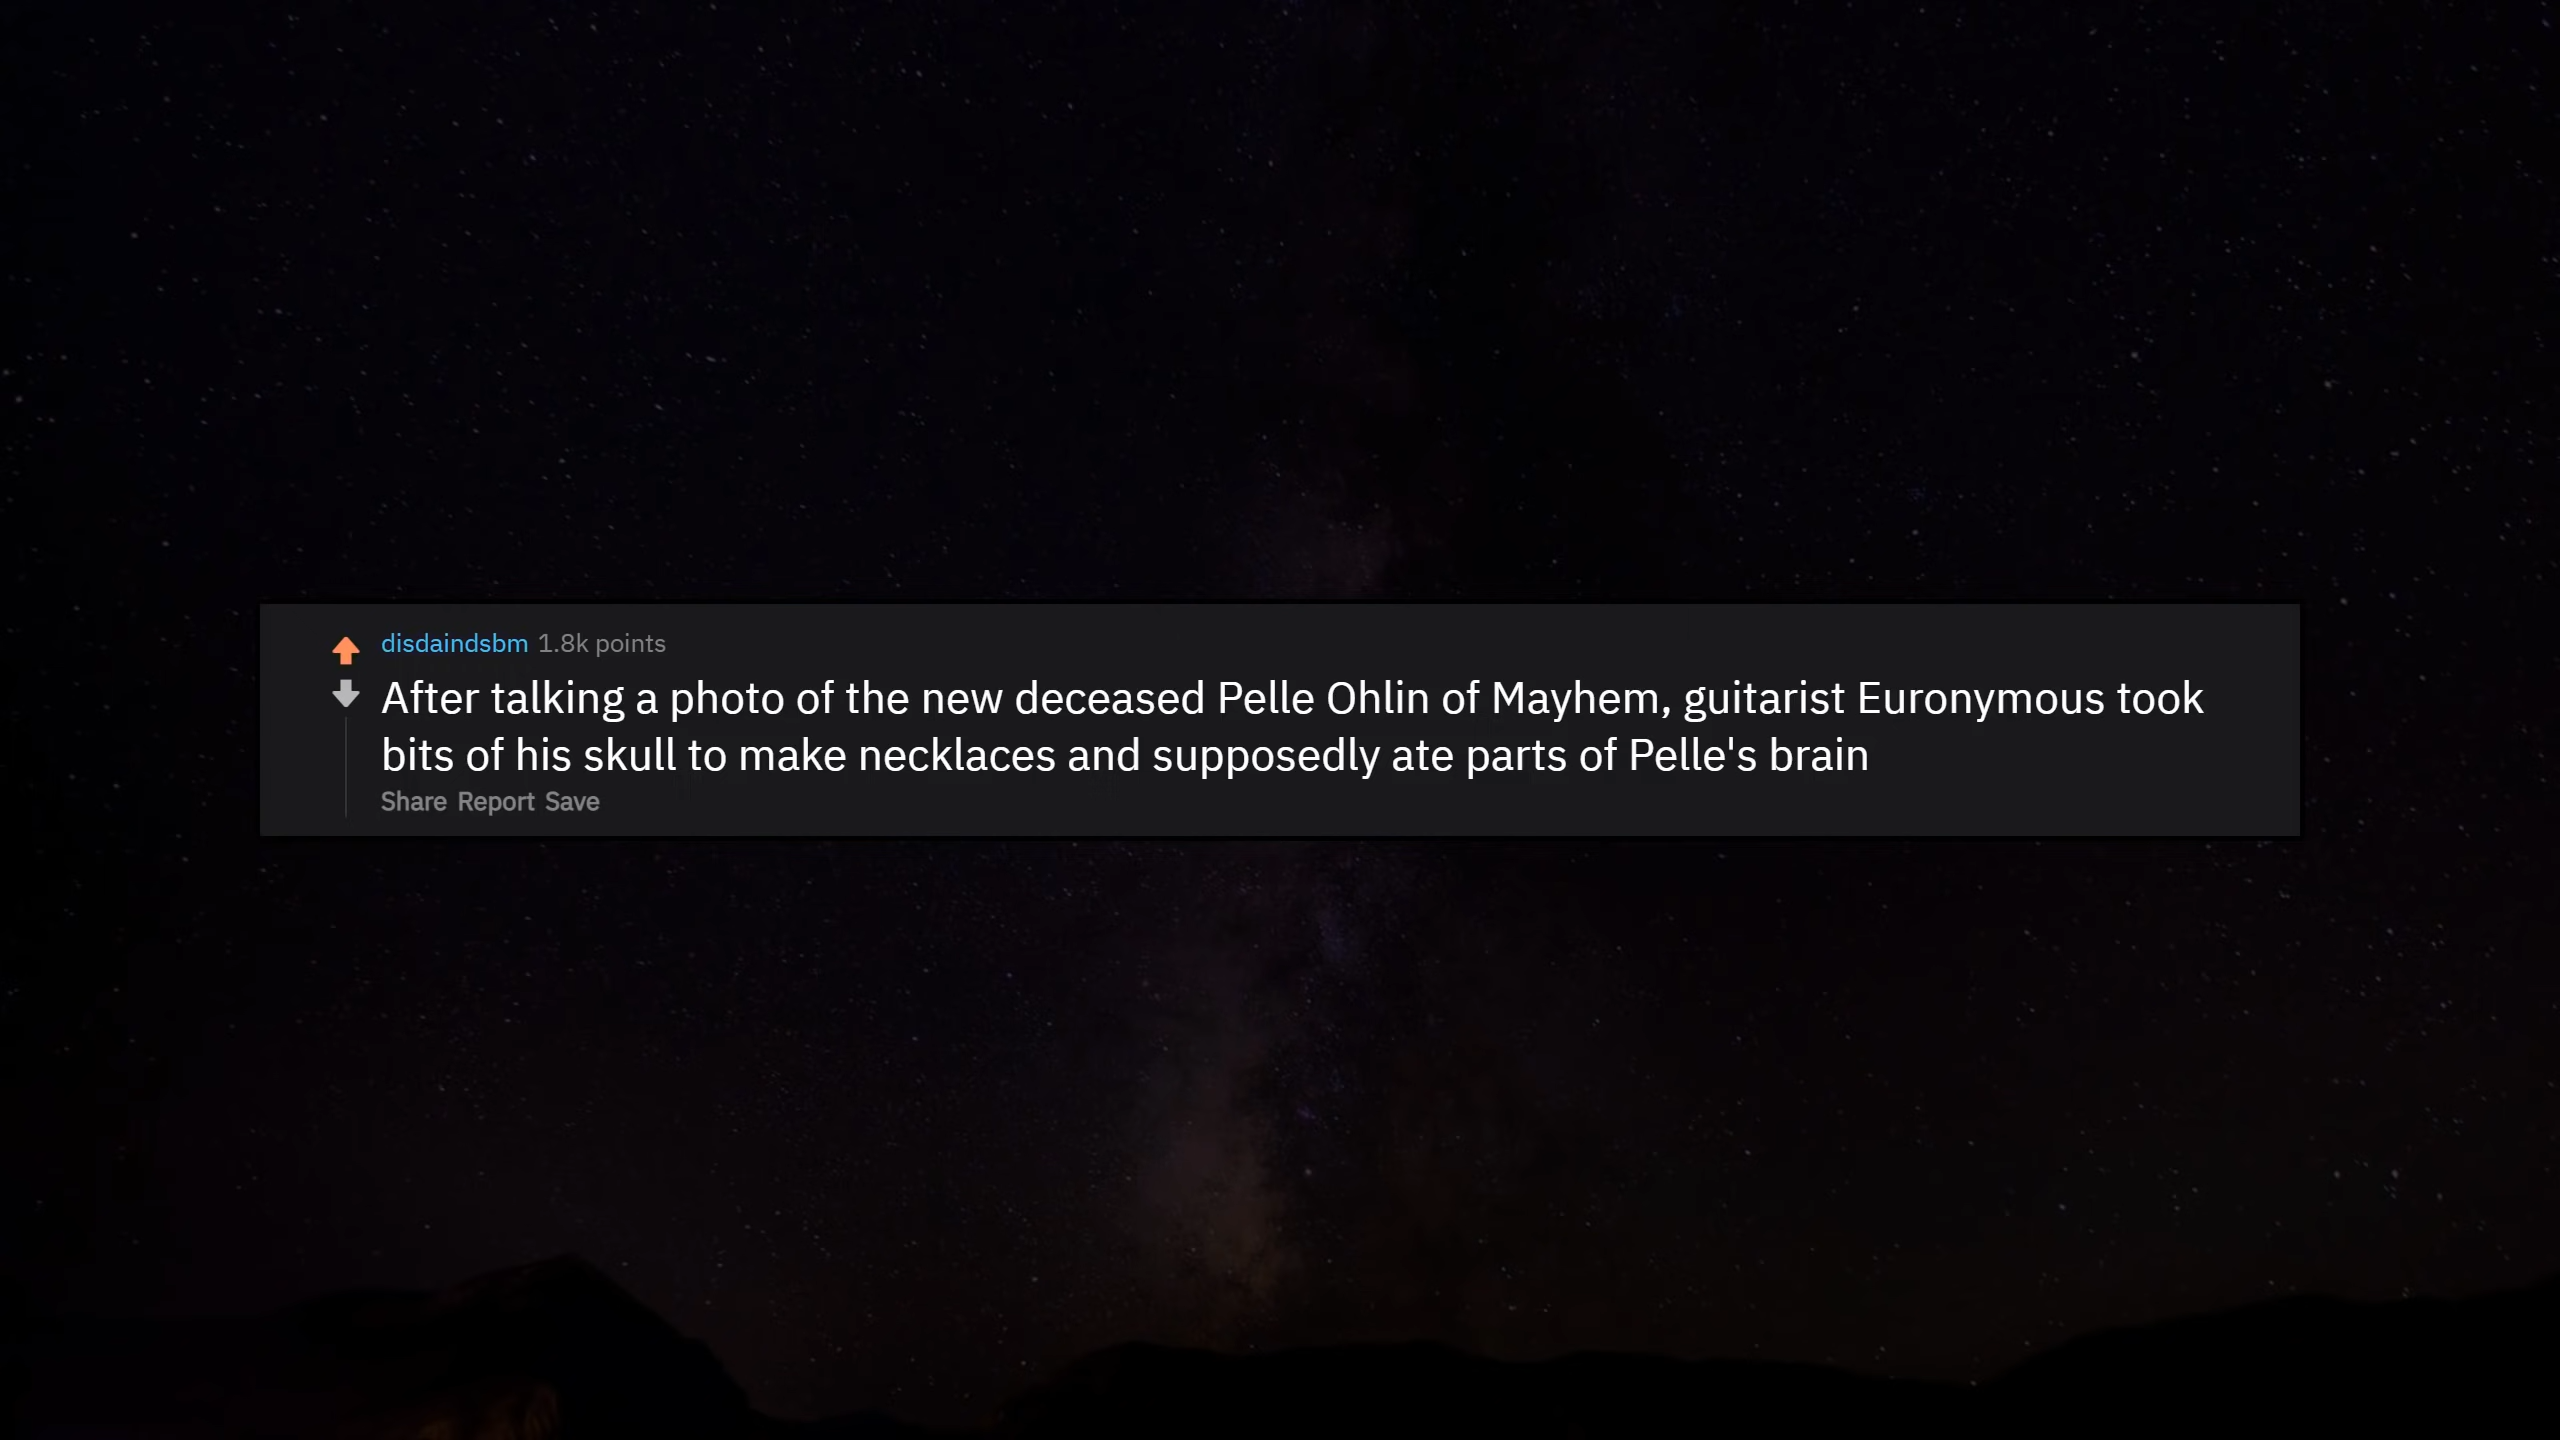 disdaindsbm 1.8k points
After talking a photo of the new deceased Pelle Ohlin of Mayhem, guitarist Euronymous took
bits of his skull to make necklaces and supposedly ate parts of Pelle's brain
Share Report Save